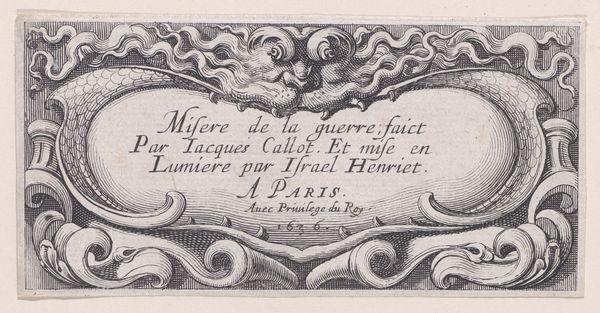 Misere de la guerre; faict
Par Iacques Callot. Et mise en
Lumiere par Israel Henriet.
A PARIS.
Auec Priuilege du Roy.
1636.